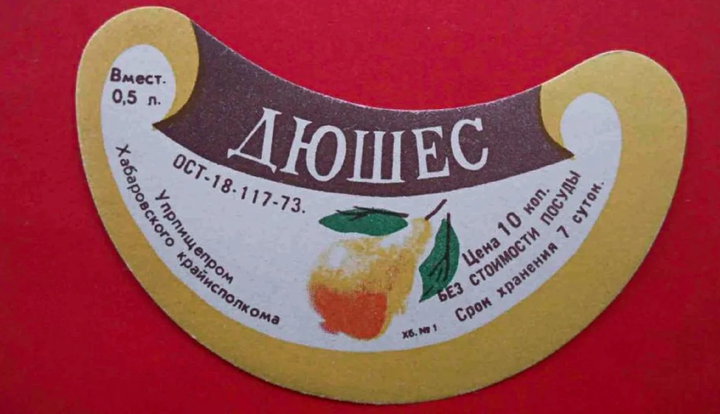 Вмест.
0,5 л.
ДЮШЕС
ОСТ-18-117-73.
Упрпищепром
Хабаровского крайисполкома
Цена 10 коп.
БЕЗ СТОИМОСТИ ПОСУДЫ
Срок хранения 7 суток.
Хб. № 1